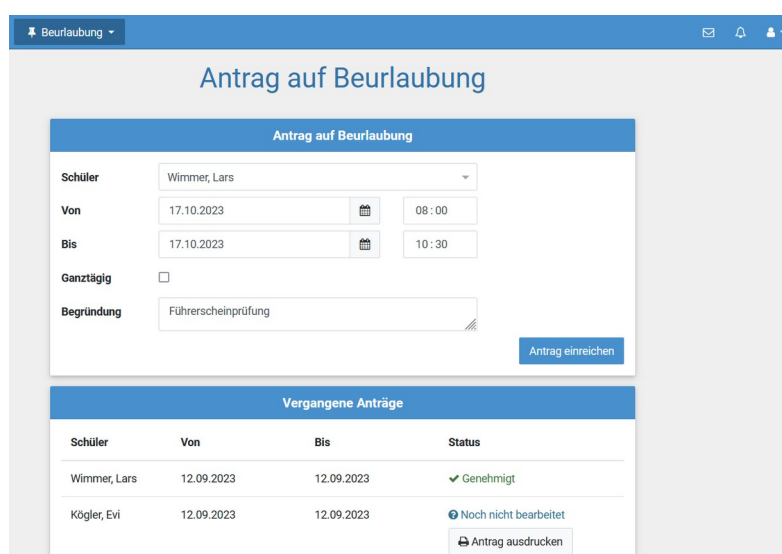 Beurlaubung
Antrag auf Beurlaubung
Antrag auf Beurlaubung
Schüler Wimmer, Lars
Von 17.10.2023 08:00
Bis 17.10.2023 10:30
Ganztägig
Begründung Führerscheinprüfung
Antrag einreichen
Vergangene Anträge
Schüler Von Bis Status
Wimmer, Lars 12.09.2023 12.09.2023 Genehmigt
Kögler, Evi 12.09.2023 12.09.2023 Noch nicht bearbeitet
Antrag ausdrucken